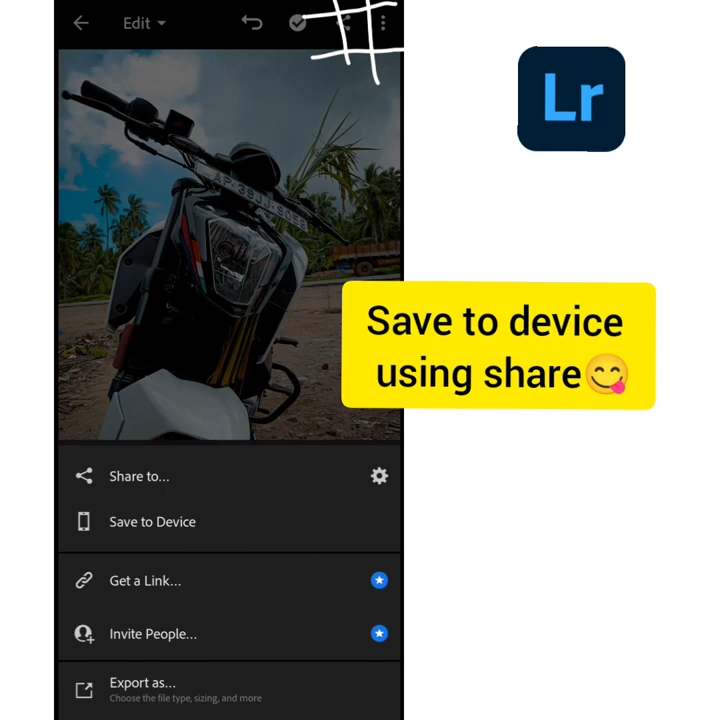 Edit
Lr
Save to device
using share😋
Share to...
Save to Device
Get a Link...
Invite People...
Export as...
Choose the file type, sizing, and more